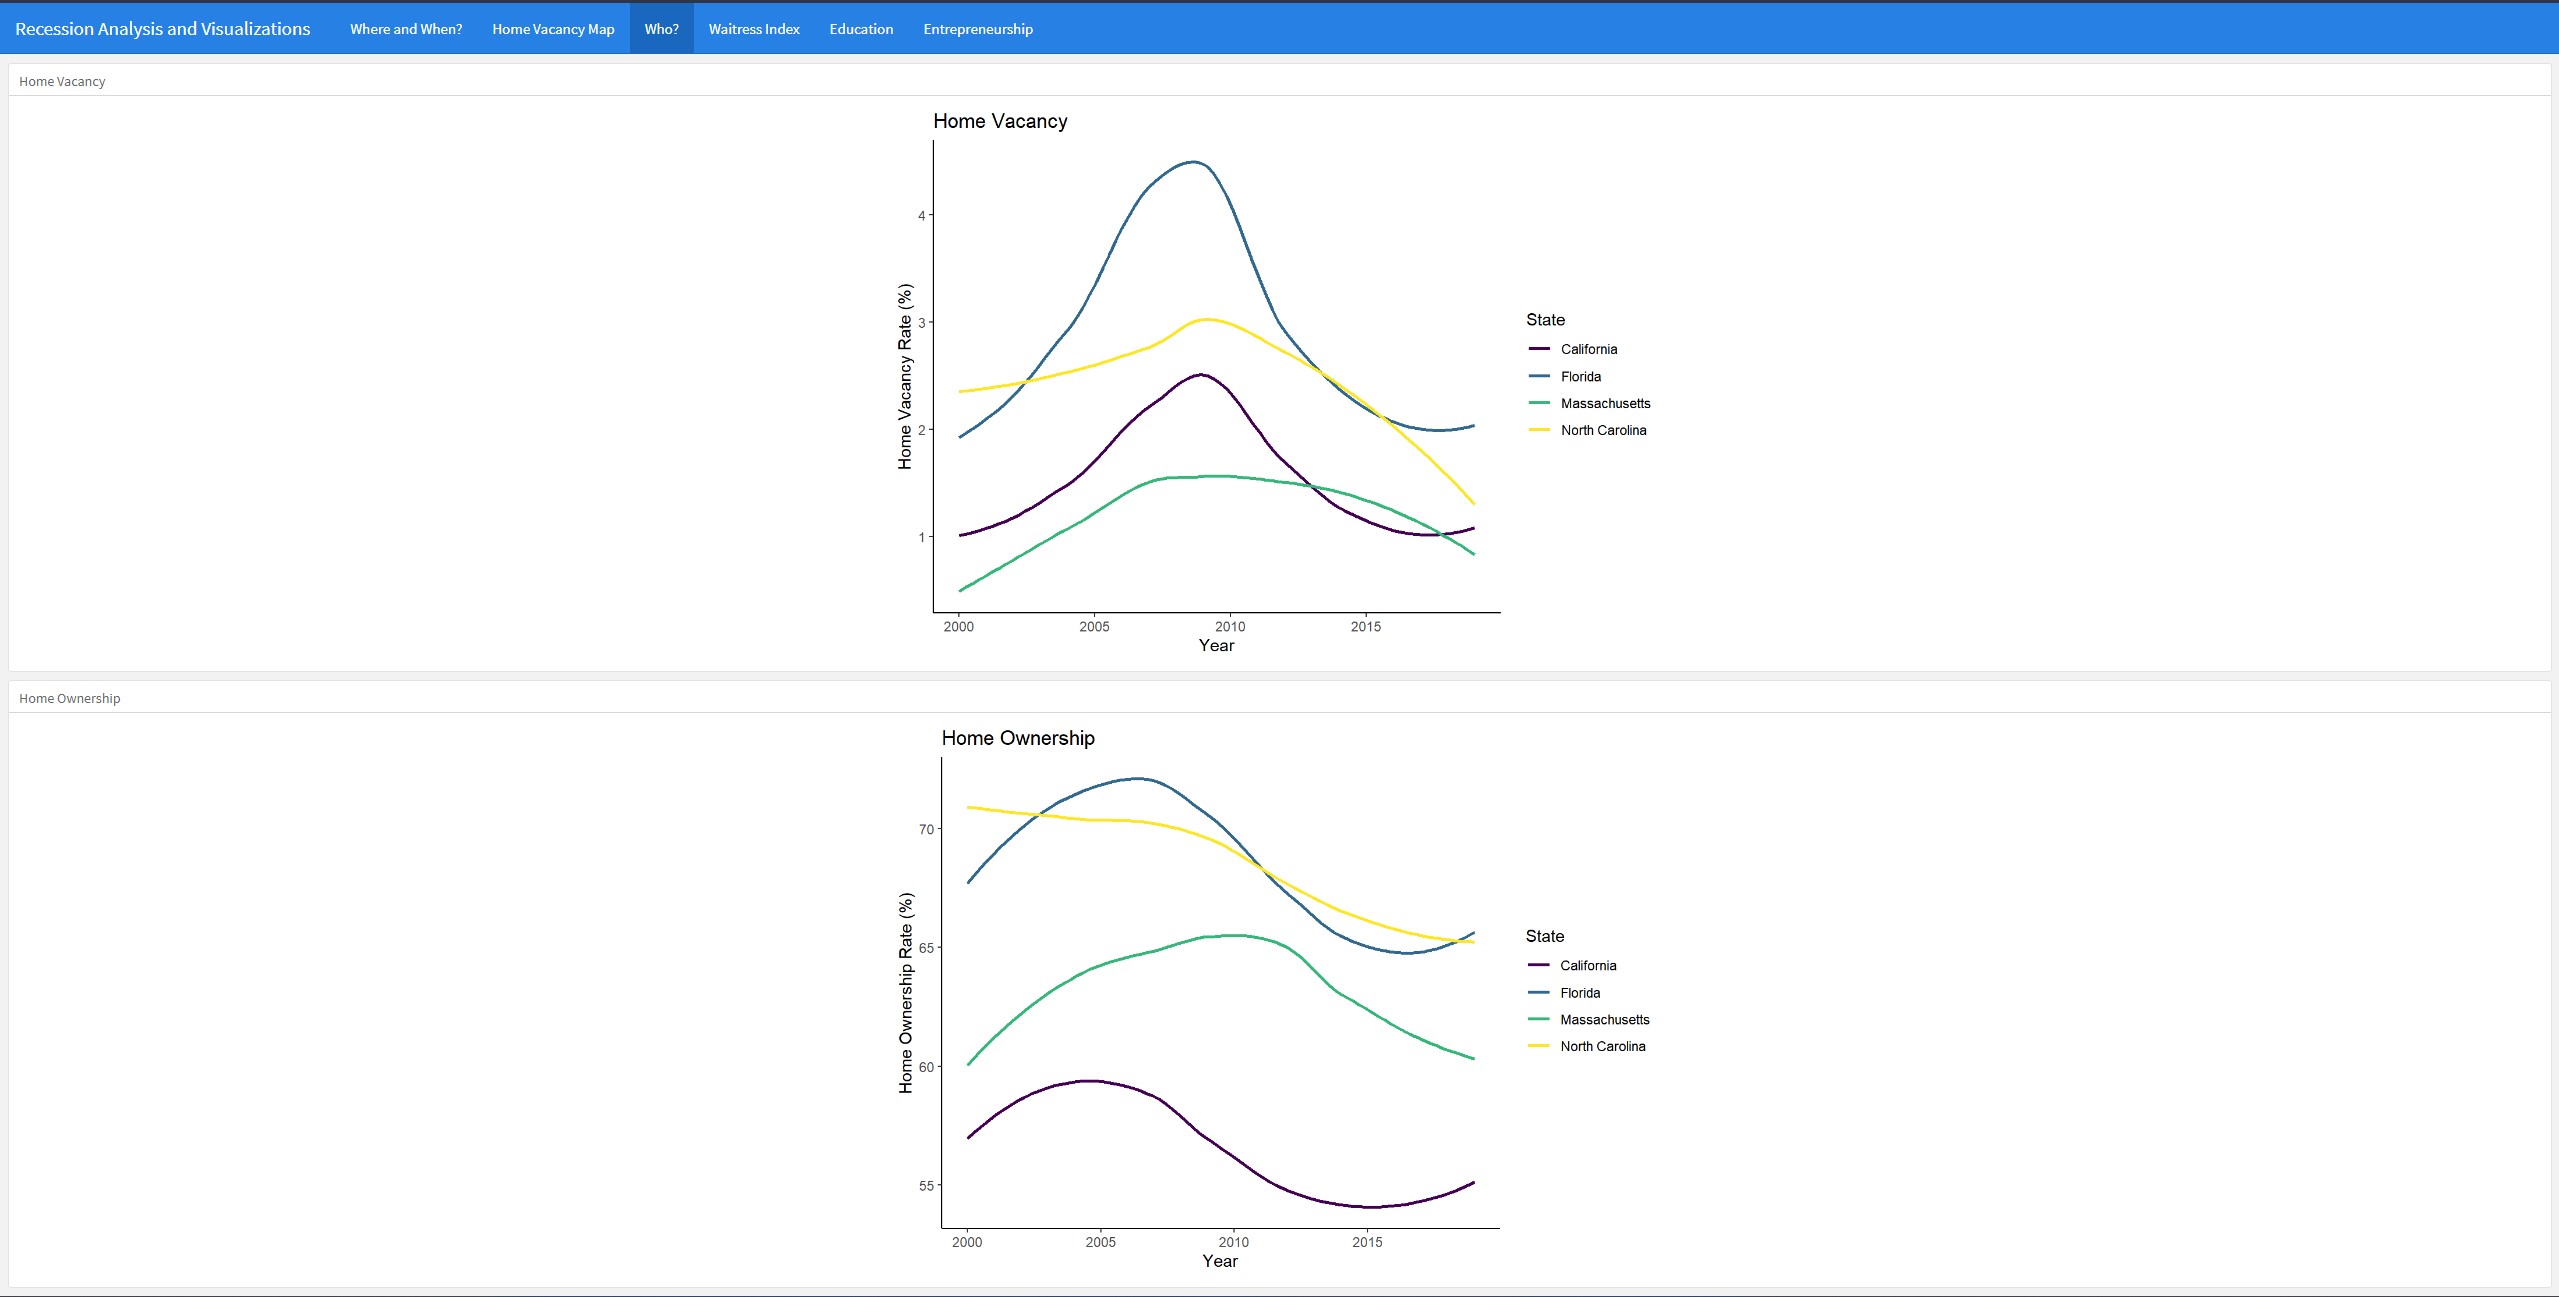 Recession Analysis and Visualizations Where and When? Home Vacancy Map Who? Waitress Index Education Entrepreneurship
Home Vacancy
Home Vacancy
Home Vacancy Rate (%)
4
3
2
1
2000 2005 2010 2015
Year
State
California
Florida
Massachusetts
North Carolina
Home Ownership
Home Ownership
Home Ownership Rate (%)
70
65
60
55
2000 2005 2010 2015
Year
State
California
Florida
Massachusetts
North Carolina